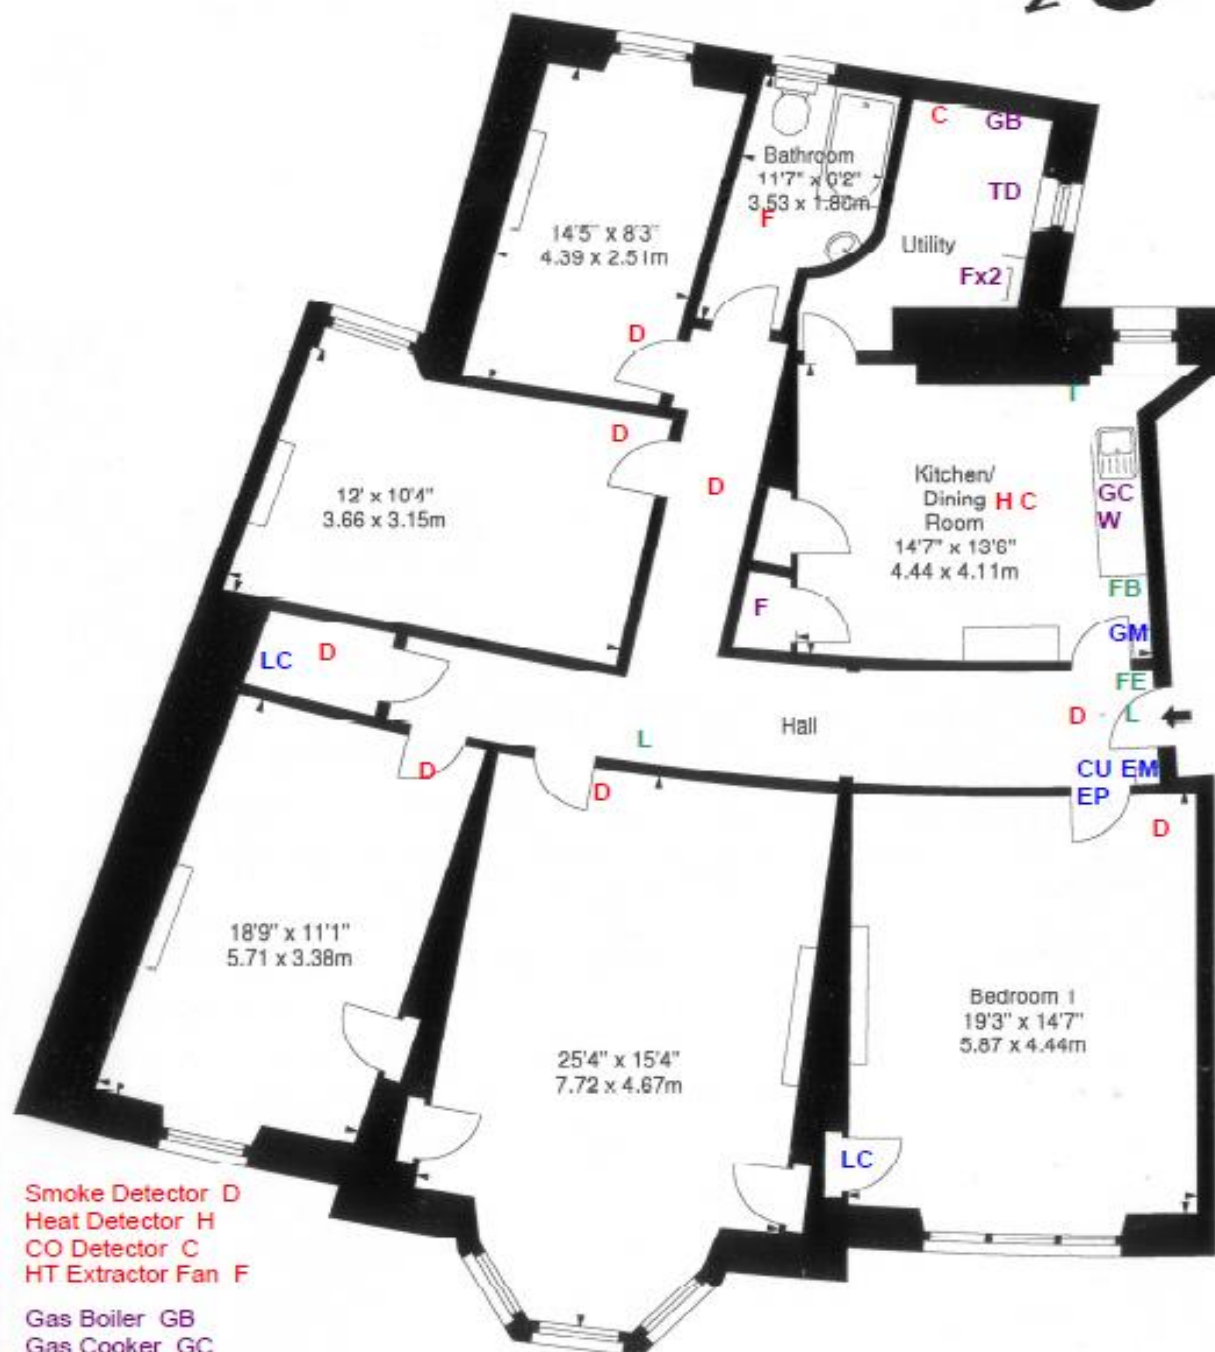 C
GB
Bathroom
11'7" x 6'2"
3.53 x 1.86m
TD
F
14'5" x 8'3"
4.39 x 2.51m
Utility
Fx2
D
D
Kitchen/
Dining H C
Room
14'7" x 13'6"
4.44 x 4.11m
GC
W
D
12' x 10'4"
3.66 x 3.15m
FB
F
GM
LC D
FE
D L
L
Hall
CU EM
EP
D
D
D
18'9" x 11'1"
5.71 x 3.38m
Bedroom 1
19'3" x 14'7"
5.87 x 4.44m
25'4" x 15'4"
7.72 x 4.67m
LC
Smoke Detector D
Heat Detector H
CO Detector C
HT Extractor Fan F
Gas Boiler GB
Gas Cooker GC